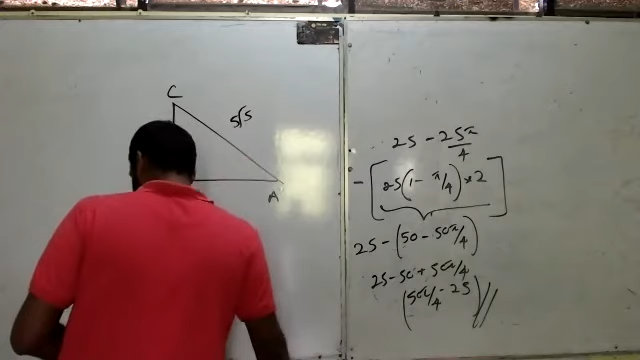 C
5√5
A
25 - 25π/4
- [25(1 - π/4)×2]
25 - (50 - 50π/4)
25 - 50 + 50π/4
(50π/4 - 25)//